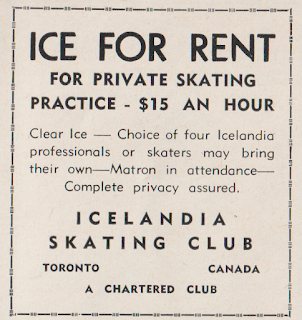 ICE FOR RENT
FOR PRIVATE SKATING
PRACTICE - $15 AN HOUR
Clear Ice — Choice of four Icelandia
professionals or skaters may bring
their own—Matron in attendance—
Complete privacy assured.
ICELANDIA
SKATING CLUB
TORONTO CANADA
A CHARTERED CLUB